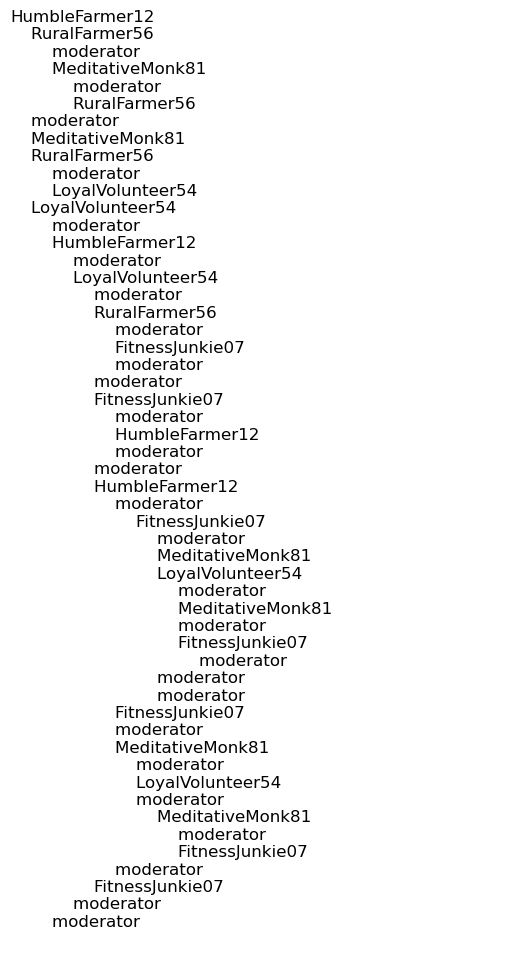 HumbleFarmer12
    RuralFarmer56
        moderator
        MeditativeMonk81
            moderator
            RuralFarmer56
    moderator
    MeditativeMonk81
    RuralFarmer56
        moderator
        LoyalVolunteer54
    LoyalVolunteer54
        moderator
        HumbleFarmer12
            moderator
            LoyalVolunteer54
                moderator
                RuralFarmer56
                    moderator
                    FitnessJunkie07
                    moderator
                moderator
                FitnessJunkie07
                    moderator
                    HumbleFarmer12
                    moderator
                moderator
                HumbleFarmer12
                    moderator
                        FitnessJunkie07
                            moderator
                            MeditativeMonk81
                            LoyalVolunteer54
                                moderator
                                MeditativeMonk81
                                moderator
                                FitnessJunkie07
                                    moderator
                            moderator
                            moderator
                    FitnessJunkie07
                    moderator
                    MeditativeMonk81
                        moderator
                        LoyalVolunteer54
                        moderator
                            MeditativeMonk81
                                moderator
                                FitnessJunkie07
                    moderator
                FitnessJunkie07
            moderator
        moderator